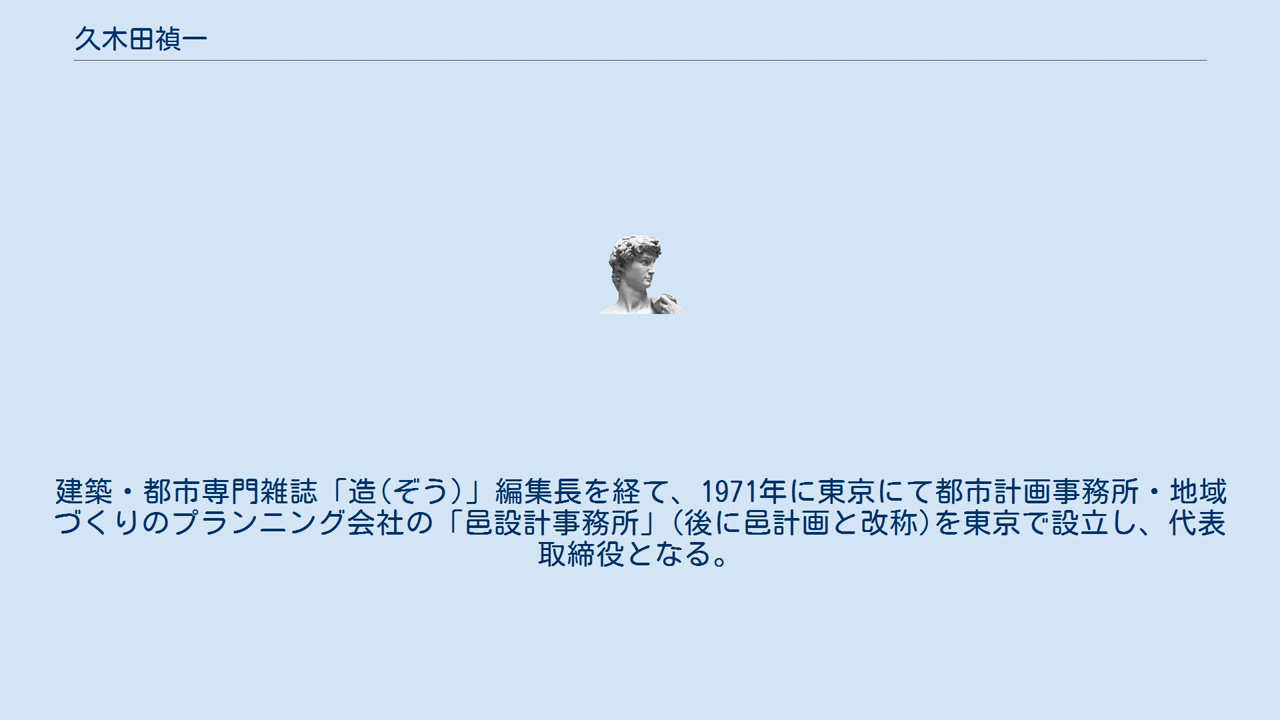 久木田禎一
建築・都市専門雑誌「造(ぞう)」編集長を経て、1971年に東京にて都市計画事務所・地域
づくりのプランニング会社の「邑設計事務所」(後に邑計画と改称)を東京で設立し、代表
取締役となる。